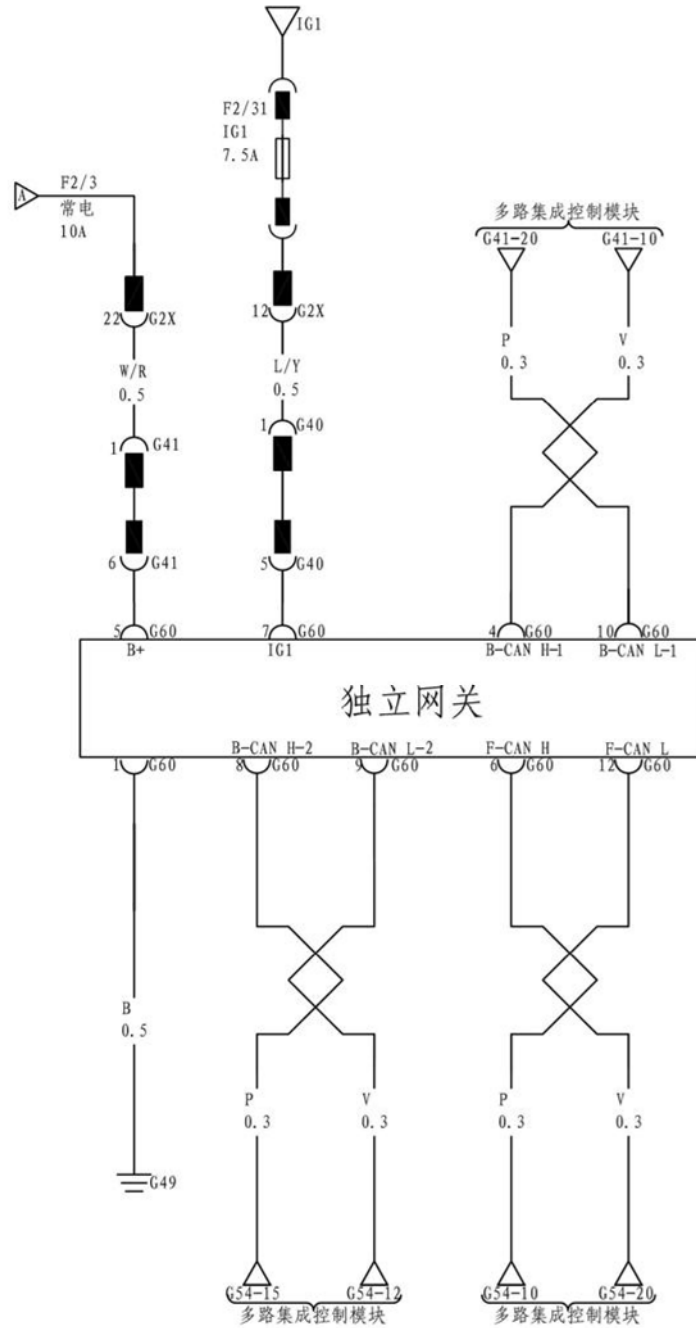 IG1
F2/31
IG1
7.5A
A
F2/3
常电
10A
多路集成控制模块
G41-20 G41-10
22 G2X
12 G2X
P
0.3
V
0.3
W/R
0.5
L/Y
0.5
1 G41
1 G40
6 G41
5 G40
5 G60
7 G60
4 G60
10 G60
B+
IG1
B-CAN H-1
B-CAN L-1
独立网关
B-CAN H-2
B-CAN L-2
F-CAN H
F-CAN L
1 G60
8 G60
9 G60
6 G60
12 G60
B
0.5
P
0.3
V
0.3
P
0.3
V
0.3
G49
G54-15 G54-12
G54-10 G54-20
多路集成控制模块
多路集成控制模块